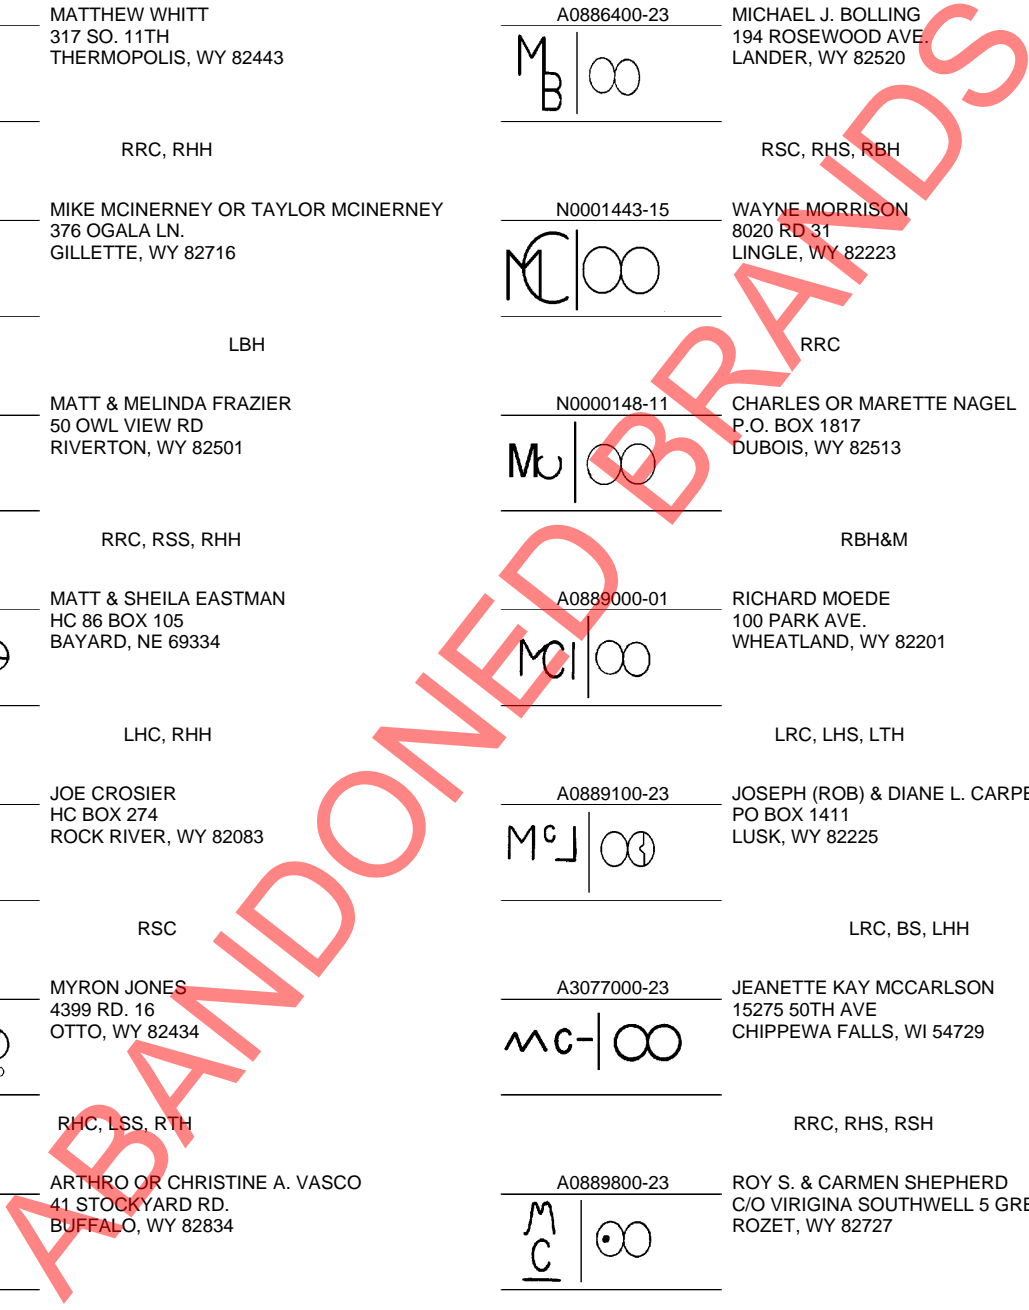 MATTHEW WHITT
317 SO. 11TH
THERMOPOLIS, WY 82443
RRC, RHH
MIKE MCINERNEY OR TAYLOR MCINERNEY
376 OGALA LN.
GILLETTE, WY 82716
LBH
MATT & MELINDA FRAZIER
50 OWL VIEW RD
RIVERTON, WY 82501
RRC, RSS, RHH
MATT & SHEILA EASTMAN
HC 86 BOX 105
BAYARD, NE 69334
LHC, RHH
JOE CROSIER
HC BOX 274
ROCK RIVER, WY 82083
RSC
MYRON JONES
4399 RD. 16
OTTO, WY 82434
RHC, LSS, RTH
ARTHRO OR CHRISTINE A. VASCO
41 STOCKYARD RD.
BUFFALO, WY 82834
A0886400-23
MICHAEL J. BOLLING
194 ROSEWOOD AVE.
LANDER, WY 82520
M B
RSC, RHS, RBH
N0001443-15
WAYNE MORRISON
8020 RD 31
LINGLE, WY 82223
M C
RRC
N0000148-11
CHARLES OR MARETTE NAGEL
P.O. BOX 1817
DUBOIS, WY 82513
RBH&M
A0889000-01
RICHARD MOEDE
100 PARK AVE.
WHEATLAND, WY 82201
LRC, LHS, LTH
A0889100-23
JOSEPH (ROB) & DIANE L. CARPE
PO BOX 1411
LUSK, WY 82225
LRC, BS, LHH
A3077000-23
JEANETTE KAY MCCARLSON
15275 50TH AVE
CHIPPEWA FALLS, WI 54729
MC-
RRC, RHS, RSH
A0889800-23
ROY S. & CARMEN SHEPHERD
C/O VIRIGINA SOUTHWELL 5 GRE
ROZET, WY 82727
M
C
ABANDONED BRANDS